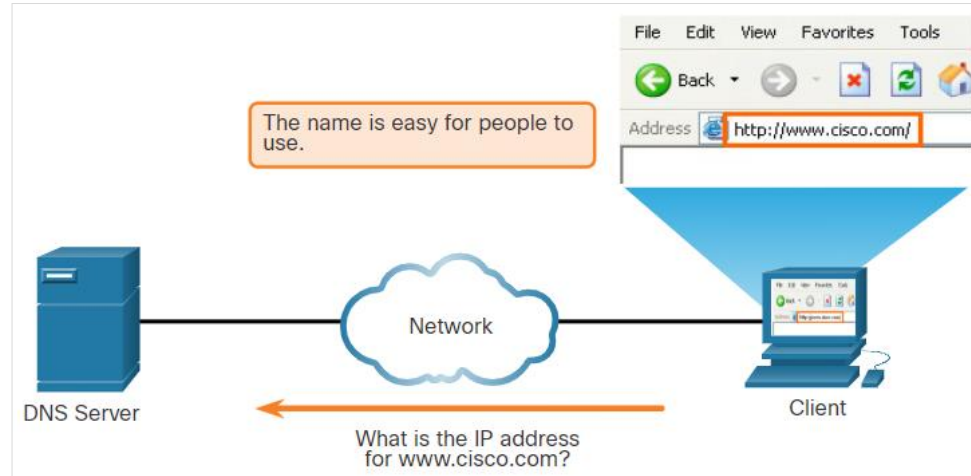 File Edit View Favorites Tools
Back
Address http://www.cisco.com/
The name is easy for people to
use.
Network
DNS Server
Client
What is the IP address
for www.cisco.com?